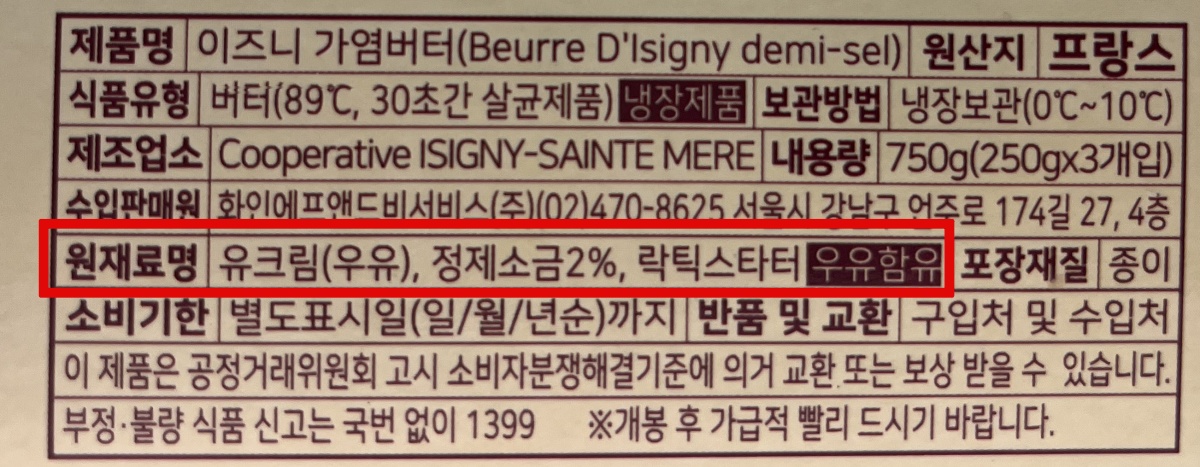 제품명 이즈니 가염버터(Beurre D'Isigny demi-sel) 원산지 프랑스
식품유형 버터(89℃, 30초간 살균제품) 냉장제품 보관방법 냉장보관(0℃~10℃)
제조업소 Cooperative ISIGNY-SAINTE MERE 내용량 750g(250gx3개입)
수입판매원 화인에프앤드비서비스(주)(02)470-8625 서울시 강남구 언주로 174길 27, 4층
원재료명 유크림(우유), 정제소금2%, 락틱스타터 우유함유 포장재질 종이
소비기한 별도표시일(일/월/년순)까지 반품 및 교환 구입처 및 수입처
이 제품은 공정거래위원회 고시 소비자분쟁해결기준에 의거 교환 또는 보상 받을 수 있습니다.
부정·불량 식품 신고는 국번 없이 1399 ※개봉 후 가급적 빨리 드시기 바랍니다.